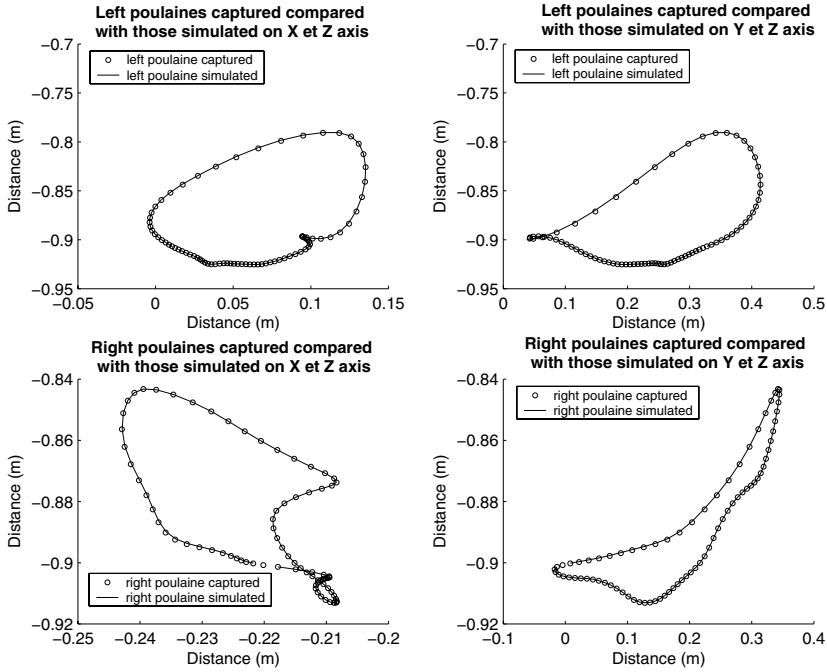 Left poulaines captured compared
with those simulated on X et Z axis
−0.7
−0.75
−0.8
−0.85
−0.9
−0.95
Distance (m)
left poulaine captured
left poulaine simulated
−0.05
0
0.05
0.1
0.15
Distance (m)
Left poulaines captured compared
with those simulated on Y et Z axis
−0.7
−0.75
−0.8
−0.85
−0.9
−0.95
Distance (m)
left poulaine captured
left poulaine simulated
0
0.1
0.2
0.3
0.4
0.5
Distance (m)
Right poulaines captured compared
with those simulated on X et Z axis
−0.84
−0.86
−0.88
−0.9
−0.92
Distance (m)
right poulaine captured
right poulaine simulated
−0.25
−0.24
−0.23
−0.22
−0.21
−0.2
Distance (m)
Right poulaines captured compared
with those simulated on Y et Z axis
−0.84
−0.86
−0.88
−0.9
−0.92
Distance (m)
right poulaine captured
right poulaine simulated
−0.1
0
0.1
0.2
0.3
0.4
Distance (m)